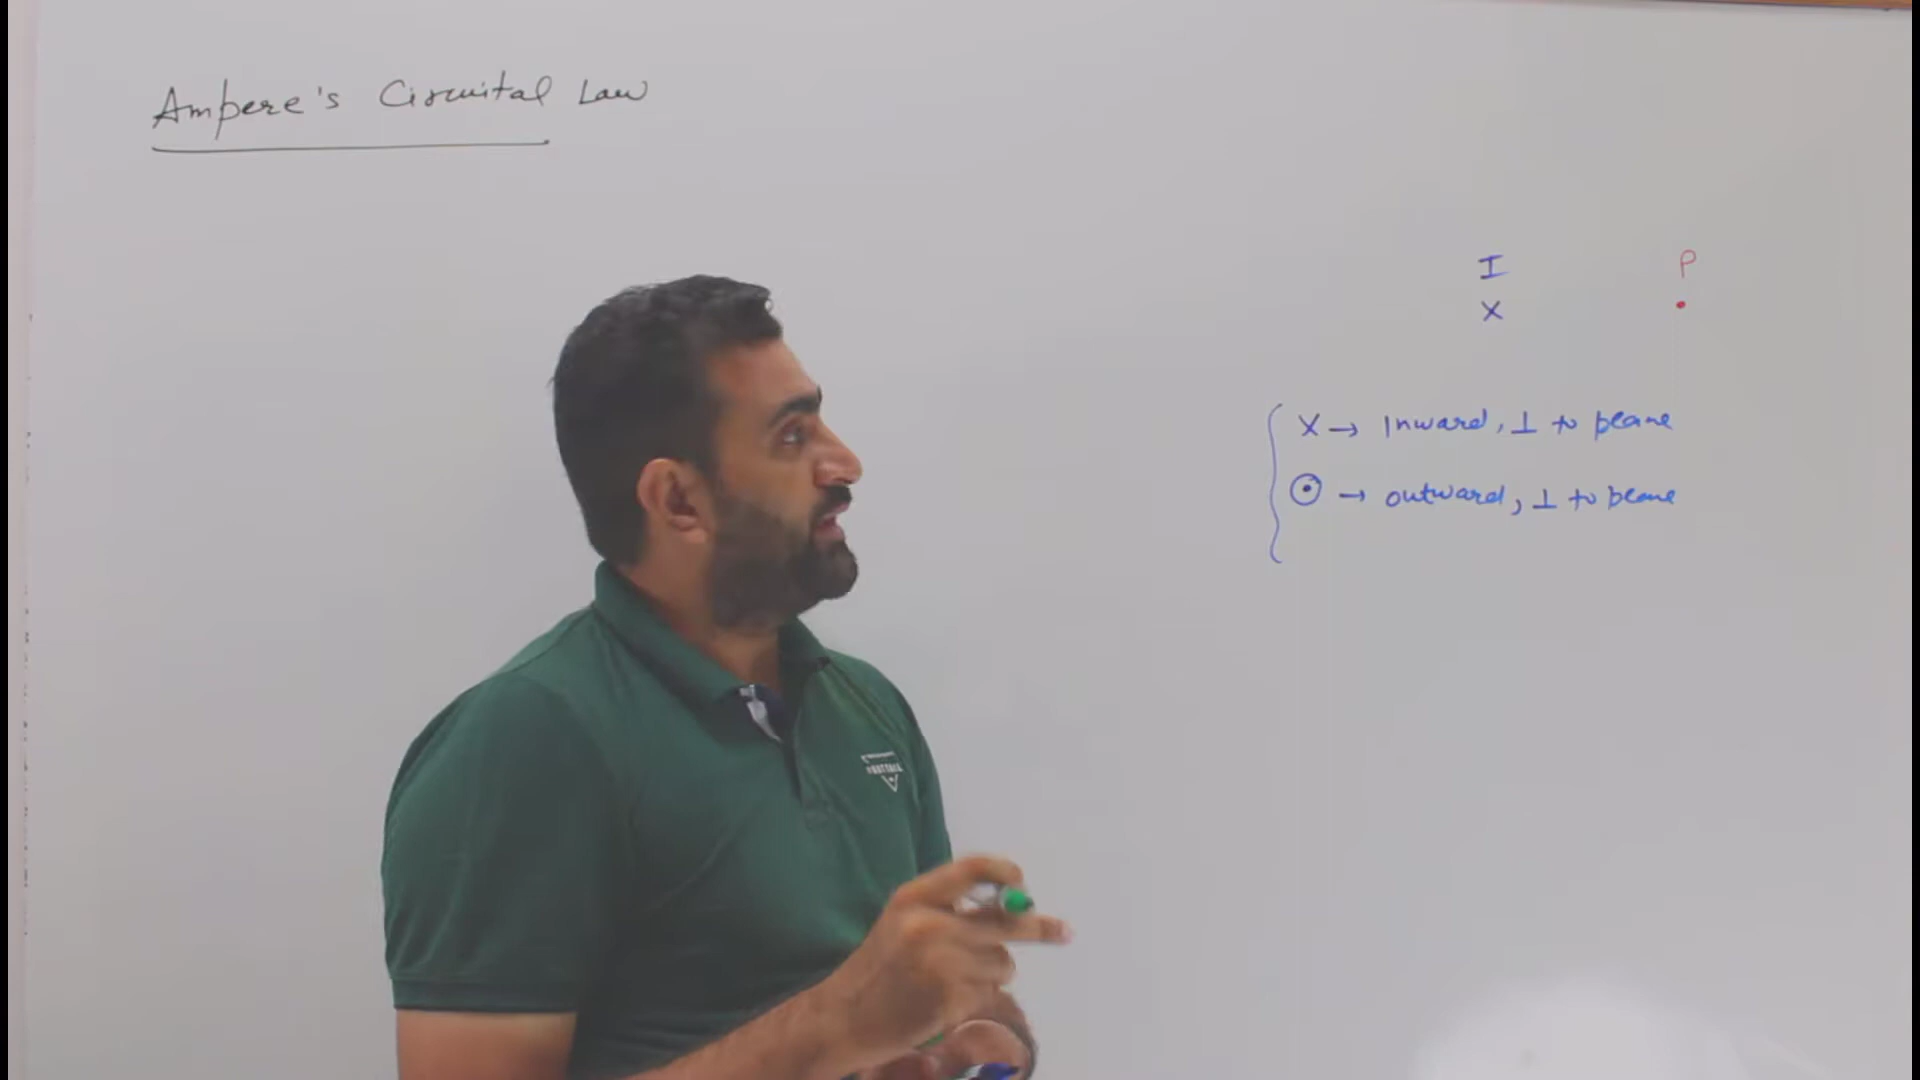 Ampere's Circuital Law
I P
X •
X → Inward, ⊥ to plane
⊙ → outward, ⊥ to plane